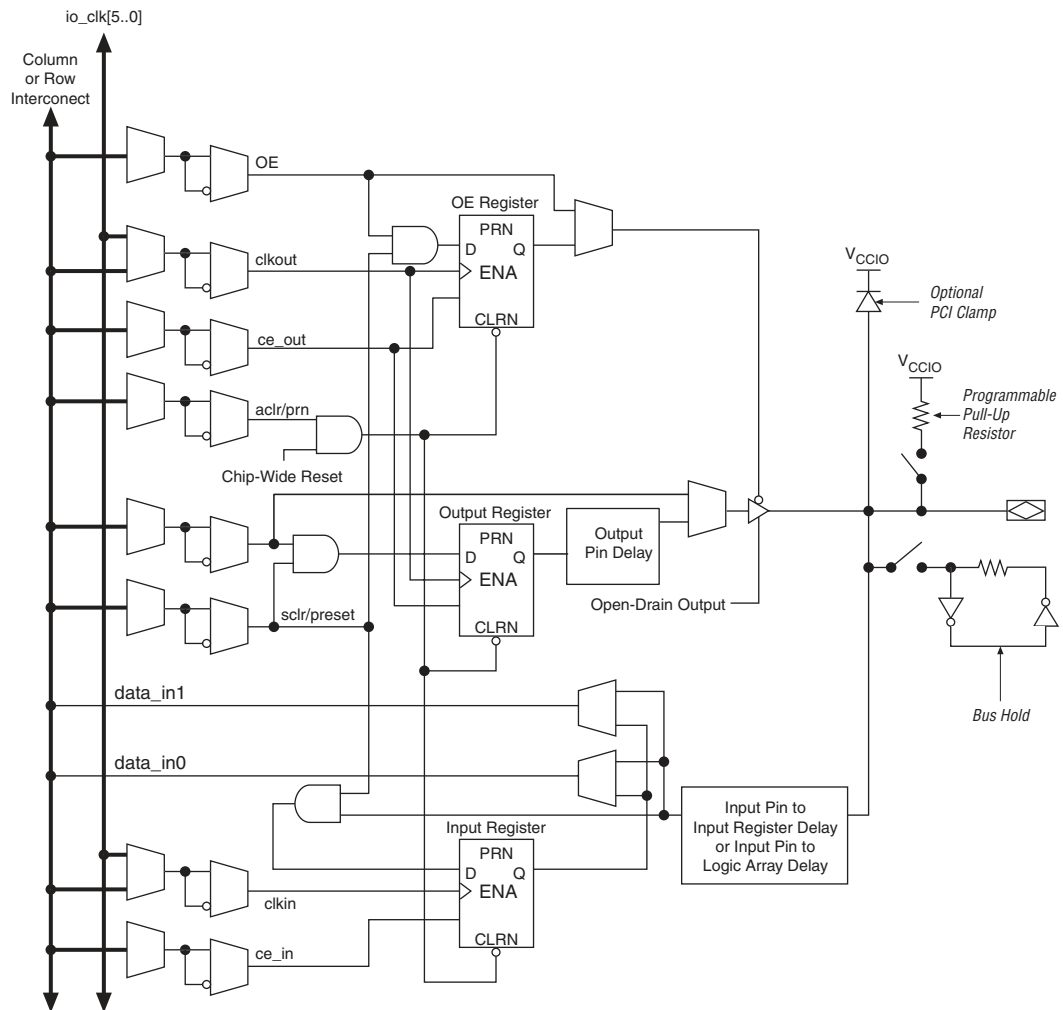 io_clk[5..0]
Column
or Row
Interconect
OE
OE Register
PRN
D Q
ENA
CLRN
clkout
ce_out
aclr/prn
Chip-Wide Reset
VCCIO
Optional
PCI Clamp
VCCIO
Programmable
Pull-Up
Resistor
Output Register
PRN
D Q
ENA
CLRN
Output
Pin Delay
Open-Drain Output
sclr/preset
Bus Hold
data_in1
data_in0
Input Pin to
Input Register Delay
or Input Pin to
Logic Array Delay
Input Register
PRN
D Q
ENA
CLRN
clkin
ce_in